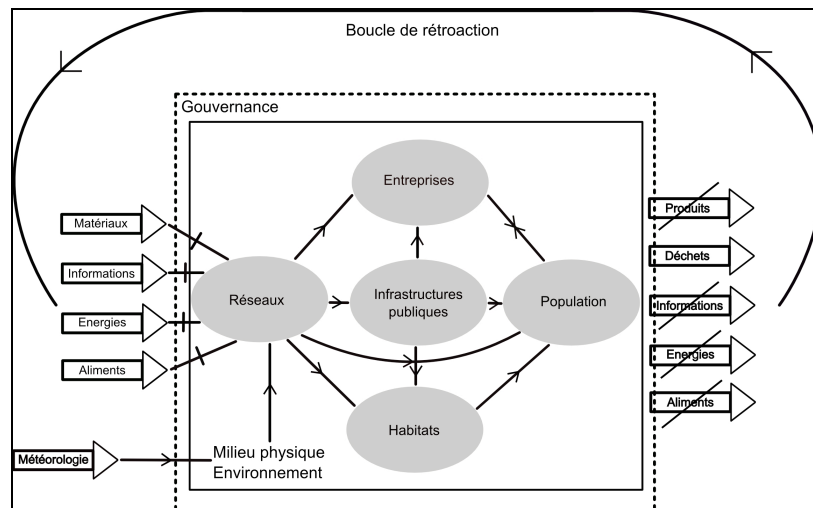 Boucle de rétroaction
Gouvernance
Entreprises
Matériaux
Produits
Déchets
Informations
Réseaux
Infrastructures
publiques
Population
Informations
Energies
Energies
Aliments
Aliments
Habitats
Météorologie
Milieu physique
Environnement